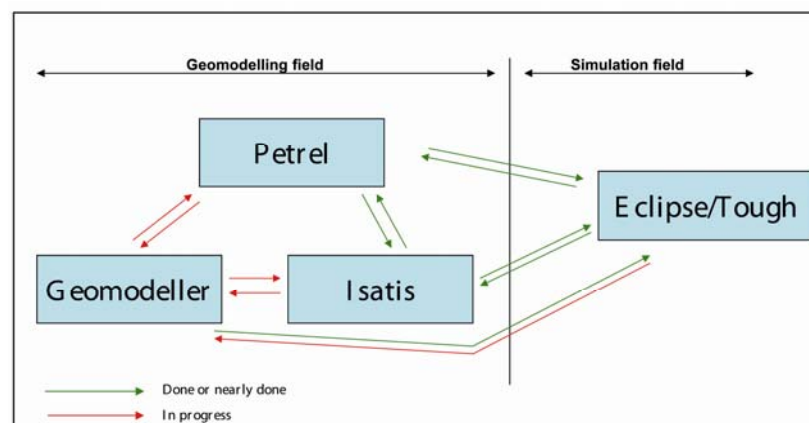 Geomodelling field
Simulation field
Petrel
Eclipse/Tough
Geomodeller
Isatis
Done or nearly done
In progress